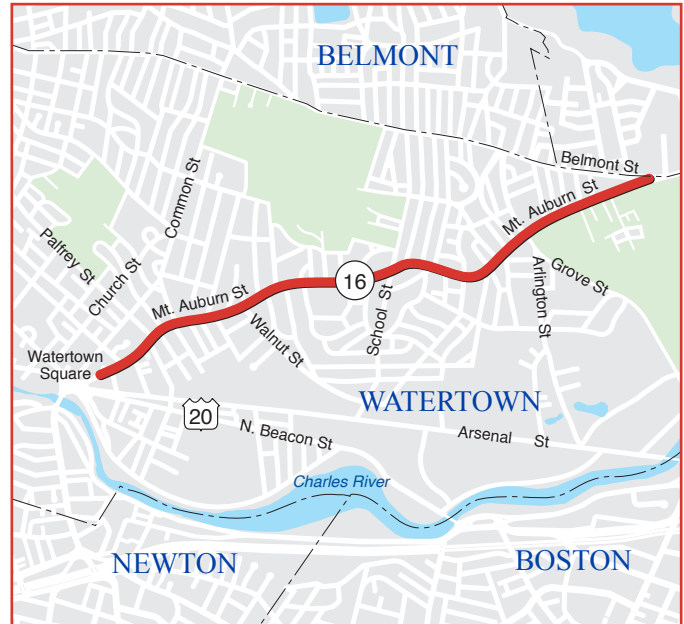 BELMONT
Belmont St
Mt. Auburn St
Common St
Palfrey St
Church St
Grove St
Arlington St
16
Mt. Auburn St
School St
Walnut St
Watertown
Square
WATERTOWN
20
N. Beacon St
Arsenal St
Charles River
NEWTON
BOSTON